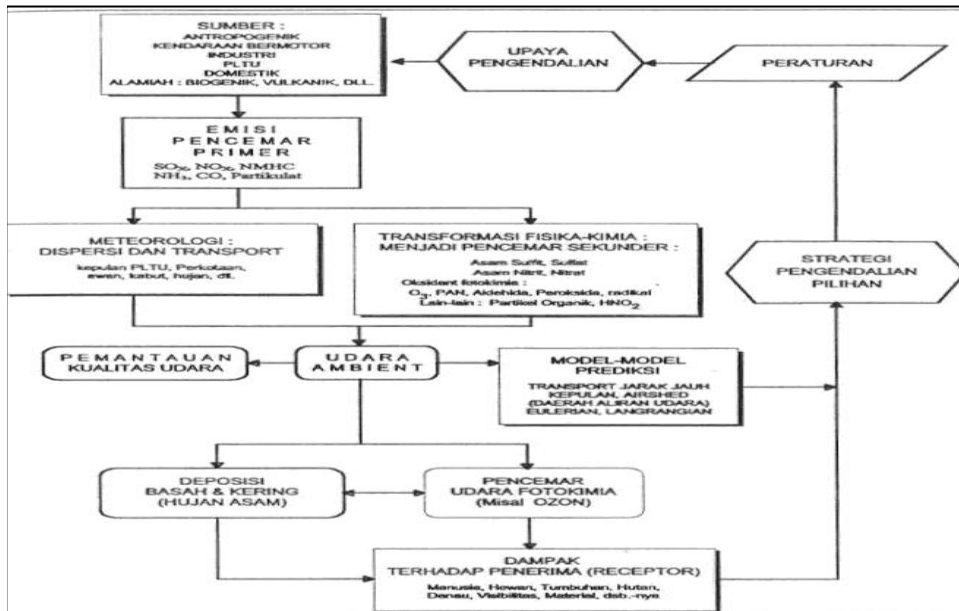 SUMBER :
ANTROPOGENIK
KENDARAAN BERMOTOR
INDUSTRI
PLTU
DOMESTIK
ALAMIAH : BIOGENIK, VULKANIK, DLL.
UPAYA
PENGENDALIAN
PERATURAN
EMISI
PENCEMAR
PRIMER
SOx, NOx, NMHC
NH3, CO, Partikulat
METEOROLOGI :
DISPERSI DAN TRANSPORT
kepulan PLTU, Perkotaan,
awan, kabut, hujan, dll.
TRANSFORMASI FISIKA-KIMIA :
MENJADI PENCEMAR SEKUNDER :
Asam Sulfit, Sulfat
Asam Nitrit, Nitrat
Oksidant fotokimia :
O3, PAN, Aldehida, Peroksida, radikal
Lain-lain : Partikel Organik, HNO2
STRATEGI
PENGENDALIAN
PILIHAN
PEMANTAUAN
KUALITAS UDARA
UDARA
AMBIENT
MODEL-MODEL
PREDIKSI
TRANSPORT JARAK JAUH
KEPULAN, AIRSHED
(DAERAH ALIRAN UDARA)
EULERIAN, LANGRANGIAN
DEPOSISI
BASAH & KERING
(HUJAN ASAM)
PENCEMAR
UDARA FOTOKIMIA
(Misal OZON)
DAMPAK
TERHADAP PENERIMA (RECEPTOR)
Manusia, Hewan, Tumbuhan, Hutan,
Danau, Visibilitas, Material, dsb.-nya